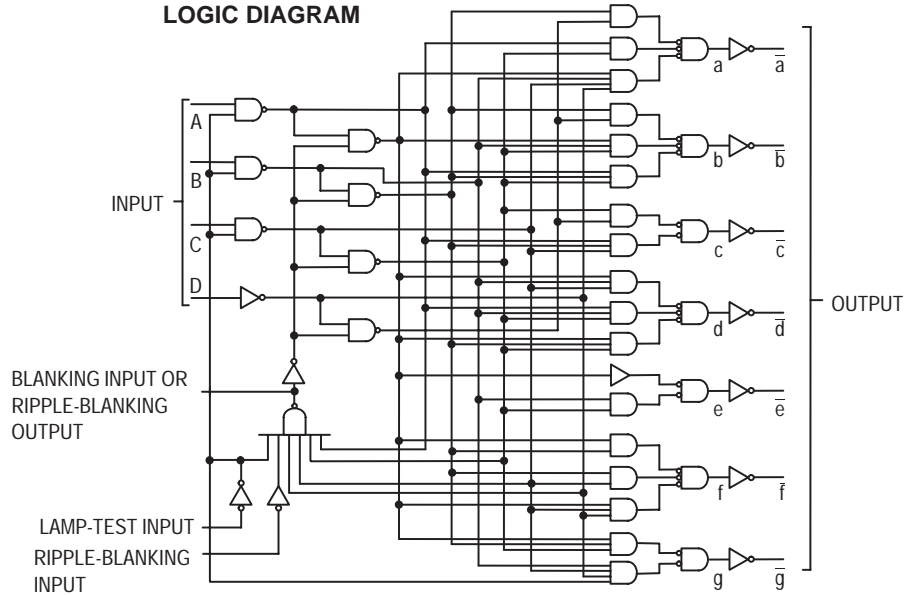 LOGIC DIAGRAM
a
a̅
A
B
b
b̅
INPUT
C
c
c̅
D
OUTPUT
d
d̅
BLANKING INPUT OR
RIPPLE-BLANKING
OUTPUT
e
e̅
f
f̅
LAMP-TEST INPUT
RIPPLE-BLANKING
INPUT
g
g̅